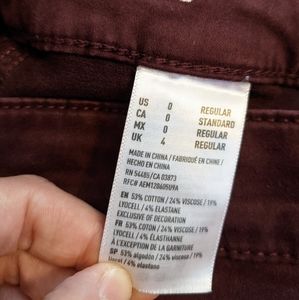 US 0 REGULAR
CA 0 STANDARD
MX 0 REGULAR
UK 4 REGULAR
MADE IN CHINA / FABRIQUÉ EN CHINE /
HECHO EN CHINA
RN 54485/CA 03873
RFC# AEM128605U9A
EN 53% COTTON / 24% VISCOSE / 19%
LYOCELL / 4% ELASTANE
EXCLUSIVE OF DECORATION
FR 53% COTON / 24% VISCOSE / 19%
LYOCELL / 4% ÉLASTHANNE
À L'EXCEPTION DE LA GARNITURE
SP 53% algodón / 24% viscosa / 19%
lyocel / 4% elastano